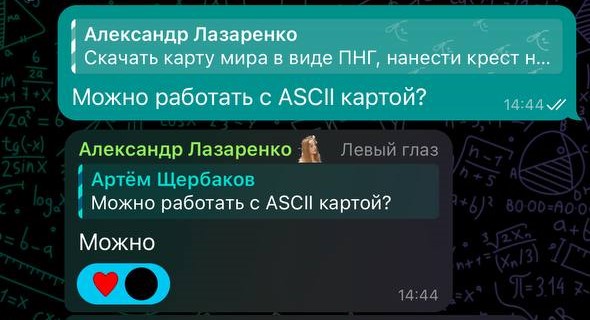 Александр Лазаренко
Скачать карту мира в виде ПНГ, нанести крест н...
Можно работать с ASCII картой?
14:44
Александр Лазаренко Левый глаз
Артём Щербаков
Можно работать с ASCII картой?
Можно
14:44